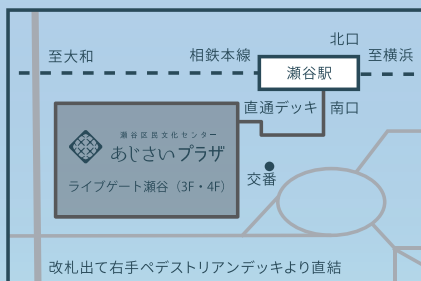 北口
至大和
相鉄本線
至横浜
瀬谷駅
直通デッキ
南口
瀬谷区民文化センター
あじさいプラザ
ライブゲート瀬谷（3F・4F）
交番
改札出て右手ペデストリアンデッキより直結